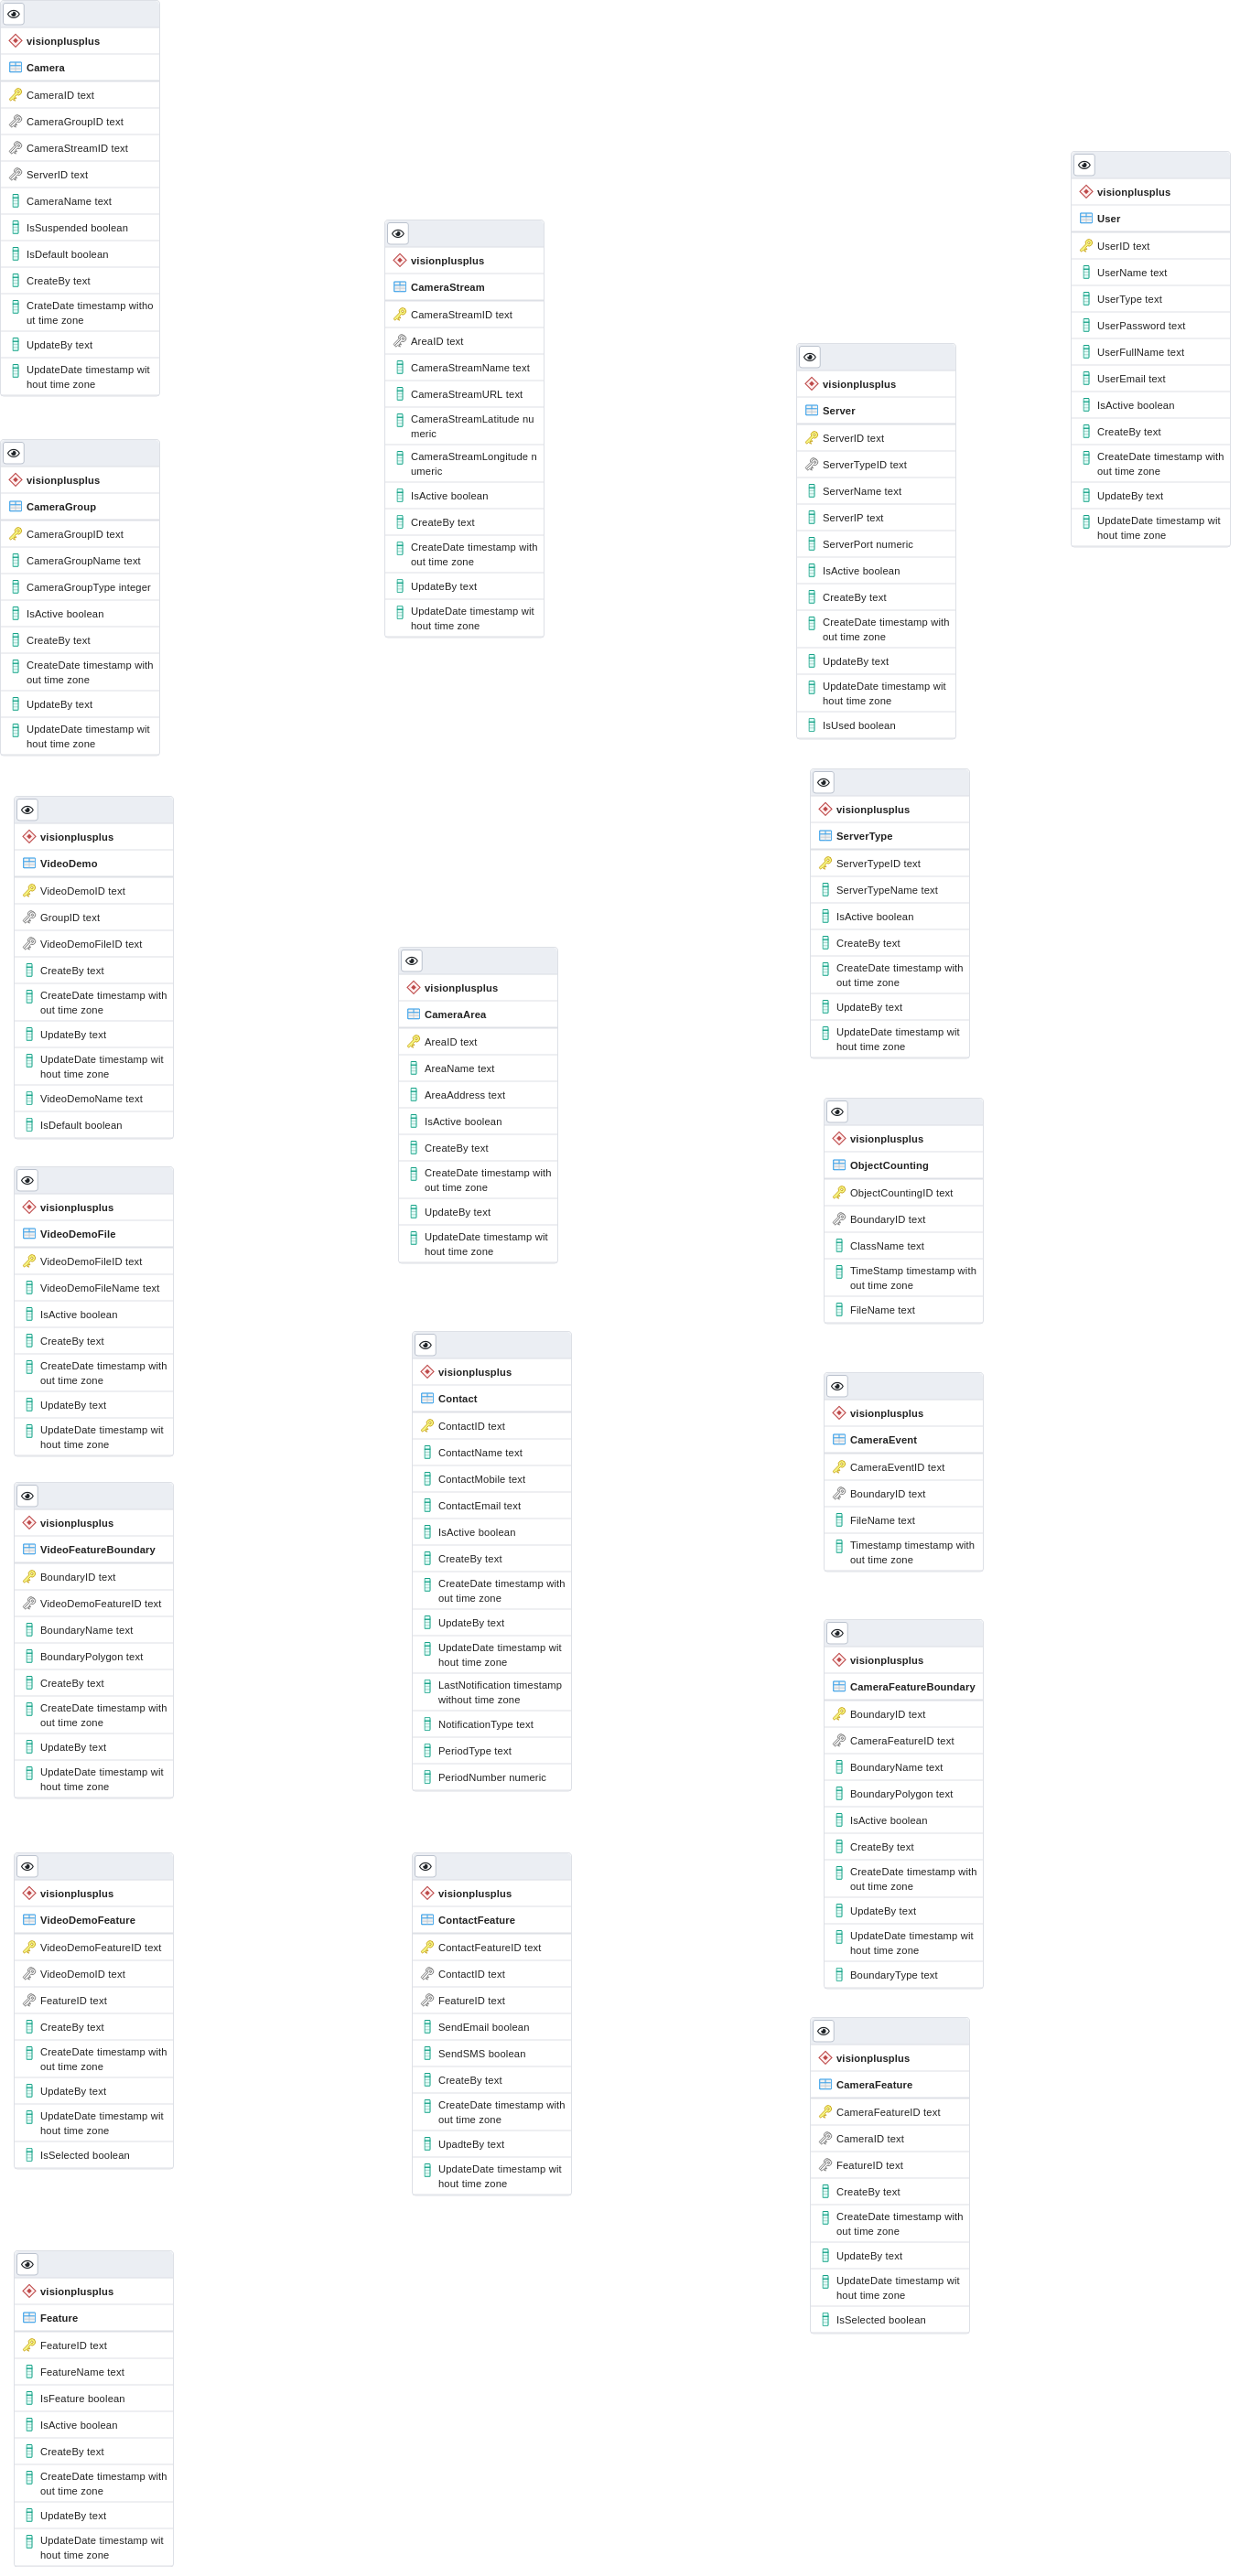 visionplusplus
Camera
CameraID text
CameraGroupID text
CameraStreamID text
ServerID text
CameraName text
IsSuspended boolean
IsDefault boolean
CreateBy text
CrateDate timestamp witho
ut time zone
UpdateBy text
UpdateDate timestamp wit
hout time zone
visionplusplus
CameraGroup
CameraGroupID text
CameraGroupName text
CameraGroupType integer
IsActive boolean
CreateBy text
CreateDate timestamp with
out time zone
UpdateBy text
UpdateDate timestamp wit
hout time zone
visionplusplus
VideoDemo
VideoDemoID text
GroupID text
VideoDemoFileID text
CreateBy text
CreateDate timestamp with
out time zone
UpdateBy text
UpdateDate timestamp wit
hout time zone
VideoDemoName text
IsDefault boolean
visionplusplus
VideoDemoFile
VideoDemoFileID text
VideoDemoFileName text
IsActive boolean
CreateBy text
CreateDate timestamp with
out time zone
UpdateBy text
UpdateDate timestamp wit
hout time zone
visionplusplus
VideoFeatureBoundary
BoundaryID text
VideoDemoFeatureID text
BoundaryName text
BoundaryPolygon text
CreateBy text
CreateDate timestamp with
out time zone
UpdateBy text
UpdateDate timestamp wit
hout time zone
visionplusplus
VideoDemoFeature
VideoDemoFeatureID text
VideoDemoID text
FeatureID text
CreateBy text
CreateDate timestamp with
out time zone
UpdateBy text
UpdateDate timestamp wit
hout time zone
IsSelected boolean
visionplusplus
Feature
FeatureID text
FeatureName text
IsFeature boolean
IsActive boolean
CreateBy text
CreateDate timestamp with
out time zone
UpdateBy text
UpdateDate timestamp wit
hout time zone
visionplusplus
CameraStream
CameraStreamID text
AreaID text
CameraStreamName text
CameraStreamURL text
CameraStreamLatitude nu
meric
CameraStreamLongitude n
umeric
IsActive boolean
CreateBy text
CreateDate timestamp with
out time zone
UpdateBy text
UpdateDate timestamp wit
hout time zone
visionplusplus
CameraArea
AreaID text
AreaName text
AreaAddress text
IsActive boolean
CreateBy text
CreateDate timestamp with
out time zone
UpdateBy text
UpdateDate timestamp wit
hout time zone
visionplusplus
Contact
ContactID text
ContactName text
ContactMobile text
ContactEmail text
IsActive boolean
CreateBy text
CreateDate timestamp with
out time zone
UpdateBy text
UpdateDate timestamp wit
hout time zone
LastNotification timestamp
without time zone
NotificationType text
PeriodType text
PeriodNumber numeric
visionplusplus
ContactFeature
ContactFeatureID text
ContactID text
FeatureID text
SendEmail boolean
SendSMS boolean
CreateBy text
CreateDate timestamp with
out time zone
UpadteBy text
UpdateDate timestamp wit
hout time zone
visionplusplus
Server
ServerID text
ServerTypeID text
ServerName text
ServerIP text
ServerPort numeric
IsActive boolean
CreateBy text
CreateDate timestamp with
out time zone
UpdateBy text
UpdateDate timestamp wit
hout time zone
IsUsed boolean
visionplusplus
ServerType
ServerTypeID text
ServerTypeName text
IsActive boolean
CreateBy text
CreateDate timestamp with
out time zone
UpdateBy text
UpdateDate timestamp wit
hout time zone
visionplusplus
ObjectCounting
ObjectCountingID text
BoundaryID text
ClassName text
TimeStamp timestamp with
out time zone
FileName text
visionplusplus
CameraEvent
CameraEventID text
BoundaryID text
FileName text
Timestamp timestamp with
out time zone
visionplusplus
CameraFeatureBoundary
BoundaryID text
CameraFeatureID text
BoundaryName text
BoundaryPolygon text
IsActive boolean
CreateBy text
CreateDate timestamp with
out time zone
UpdateBy text
UpdateDate timestamp wit
hout time zone
BoundaryType text
visionplusplus
CameraFeature
CameraFeatureID text
CameraID text
FeatureID text
CreateBy text
CreateDate timestamp with
out time zone
UpdateBy text
UpdateDate timestamp wit
hout time zone
IsSelected boolean
visionplusplus
User
UserID text
UserName text
UserType text
UserPassword text
UserFullName text
UserEmail text
IsActive boolean
CreateBy text
CreateDate timestamp with
out time zone
UpdateBy text
UpdateDate timestamp wit
hout time zone